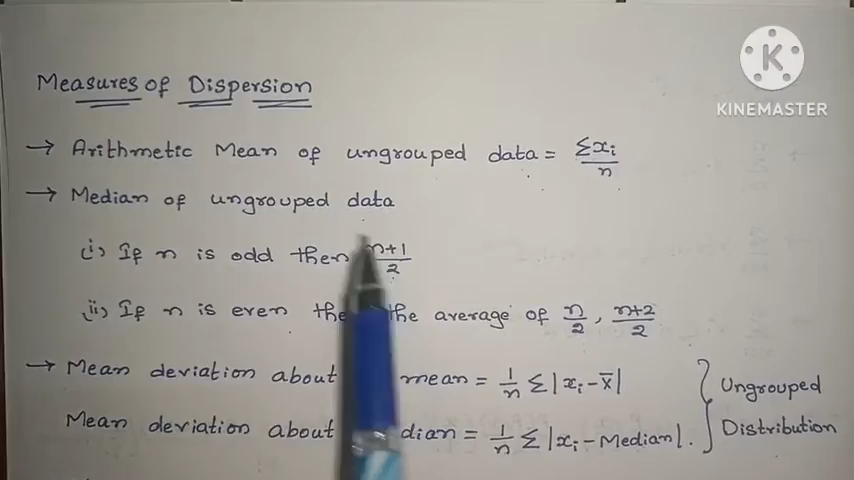 KINEMASTER
Measures of Dispersion
→ Arithmetic Mean of ungrouped data = Σxᵢ/n
→ Median of ungrouped data
(i) If n is odd then n+1/2
(ii) If n is even the the average of n/2, n+2/2
→ Mean deviation about mean = 1/n Σ|xᵢ-x̅|
Mean deviation about dian = 1/n Σ|xᵢ-Median|.
Ungrouped
Distribution